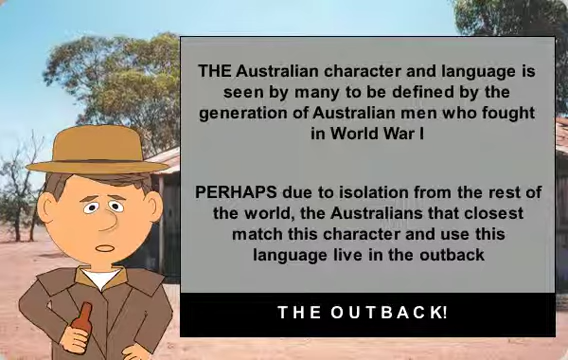 THE Australian character and language is
seen by many to be defined by the
generation of Australian men who fought
in World War I
PERHAPS due to isolation from the rest of
the world, the Australians that closest
match this character and use this
language live in the outback
THE OUTBACK!